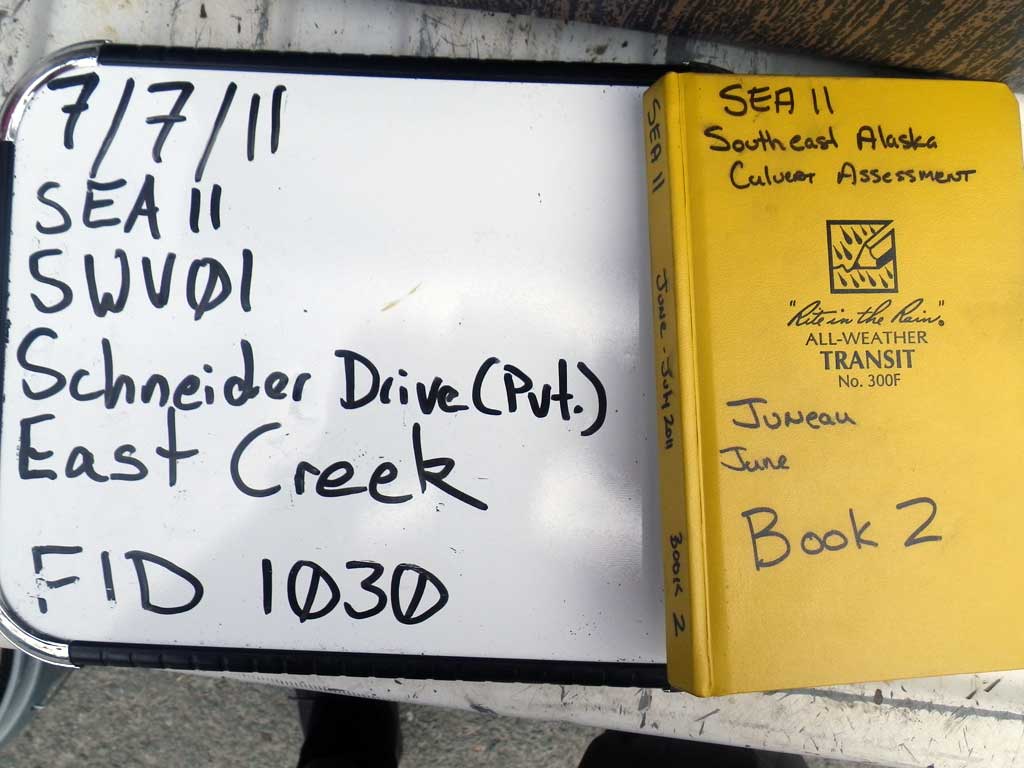 7/7/11
SEA 11
SWV01
Schneider Drive (Pvt.)
East Creek
FID 1030
SEA 11
June - July 2011
Book 2
SEA 11
Southeast Alaska
Culvert Assessment
"Rite in the Rain".
ALL-WEATHER
TRANSIT
No. 300F
Juneau
June
Book 2